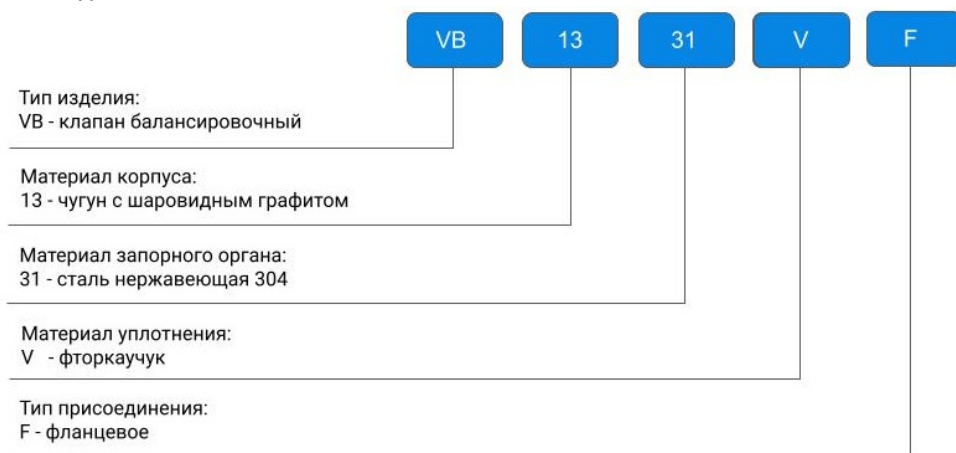 VB 13 31 V F
Тип изделия:
VB - клапан балансировочный
Материал корпуса:
13 - чугун с шаровидным графитом
Материал запорного органа:
31 - сталь нержавеющая 304
Материал уплотнения:
V - фторкаучук
Тип присоединения:
F - фланцевое